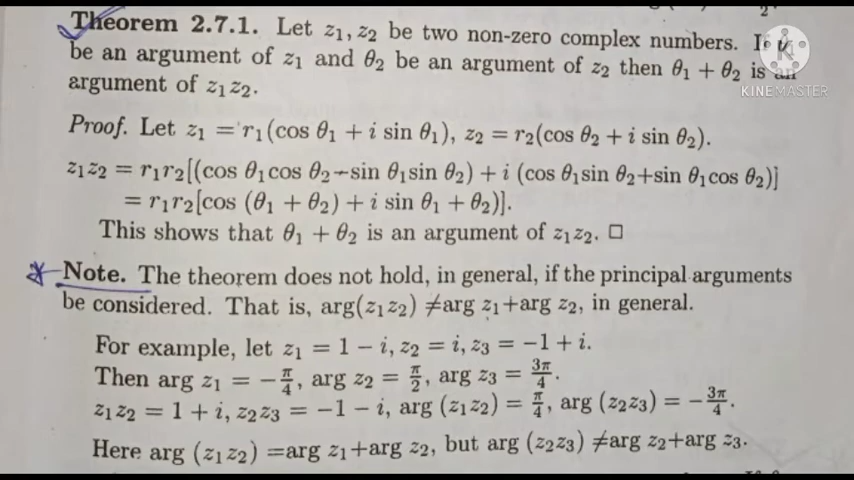 Theorem 2.7.1. Let z₁, z₂ be two non-zero complex numbers. If
be an argument of z₁ and θ₂ be an argument of z₂ then θ₁ + θ₂ is an
argument of z₁z₂.
KINEMASTER
Proof. Let z₁ = r₁(cos θ₁ + i sin θ₁), z₂ = r₂(cos θ₂ + i sin θ₂).
z₁z₂ = r₁r₂[(cos θ₁ cos θ₂ − sin θ₁ sin θ₂) + i (cos θ₁ sin θ₂ + sin θ₁ cos θ₂)]
= r₁r₂[cos (θ₁ + θ₂) + i sin θ₁ + θ₂)].
This shows that θ₁ + θ₂ is an argument of z₁z₂. □
Note. The theorem does not hold, in general, if the principal arguments
be considered. That is, arg(z₁z₂) ≠ arg z₁ + arg z₂, in general.
For example, let z₁ = 1 − i, z₂ = i, z₃ = −1 + i.
Then arg z₁ = −π/4, arg z₂ = π/2, arg z₃ = 3π/4.
z₁z₂ = 1 + i, z₂z₃ = −1 − i, arg (z₁z₂) = π/4, arg (z₂z₃) = −3π/4.
Here arg (z₁z₂) = arg z₁ + arg z₂, but arg (z₂z₃) ≠ arg z₂ + arg z₃.